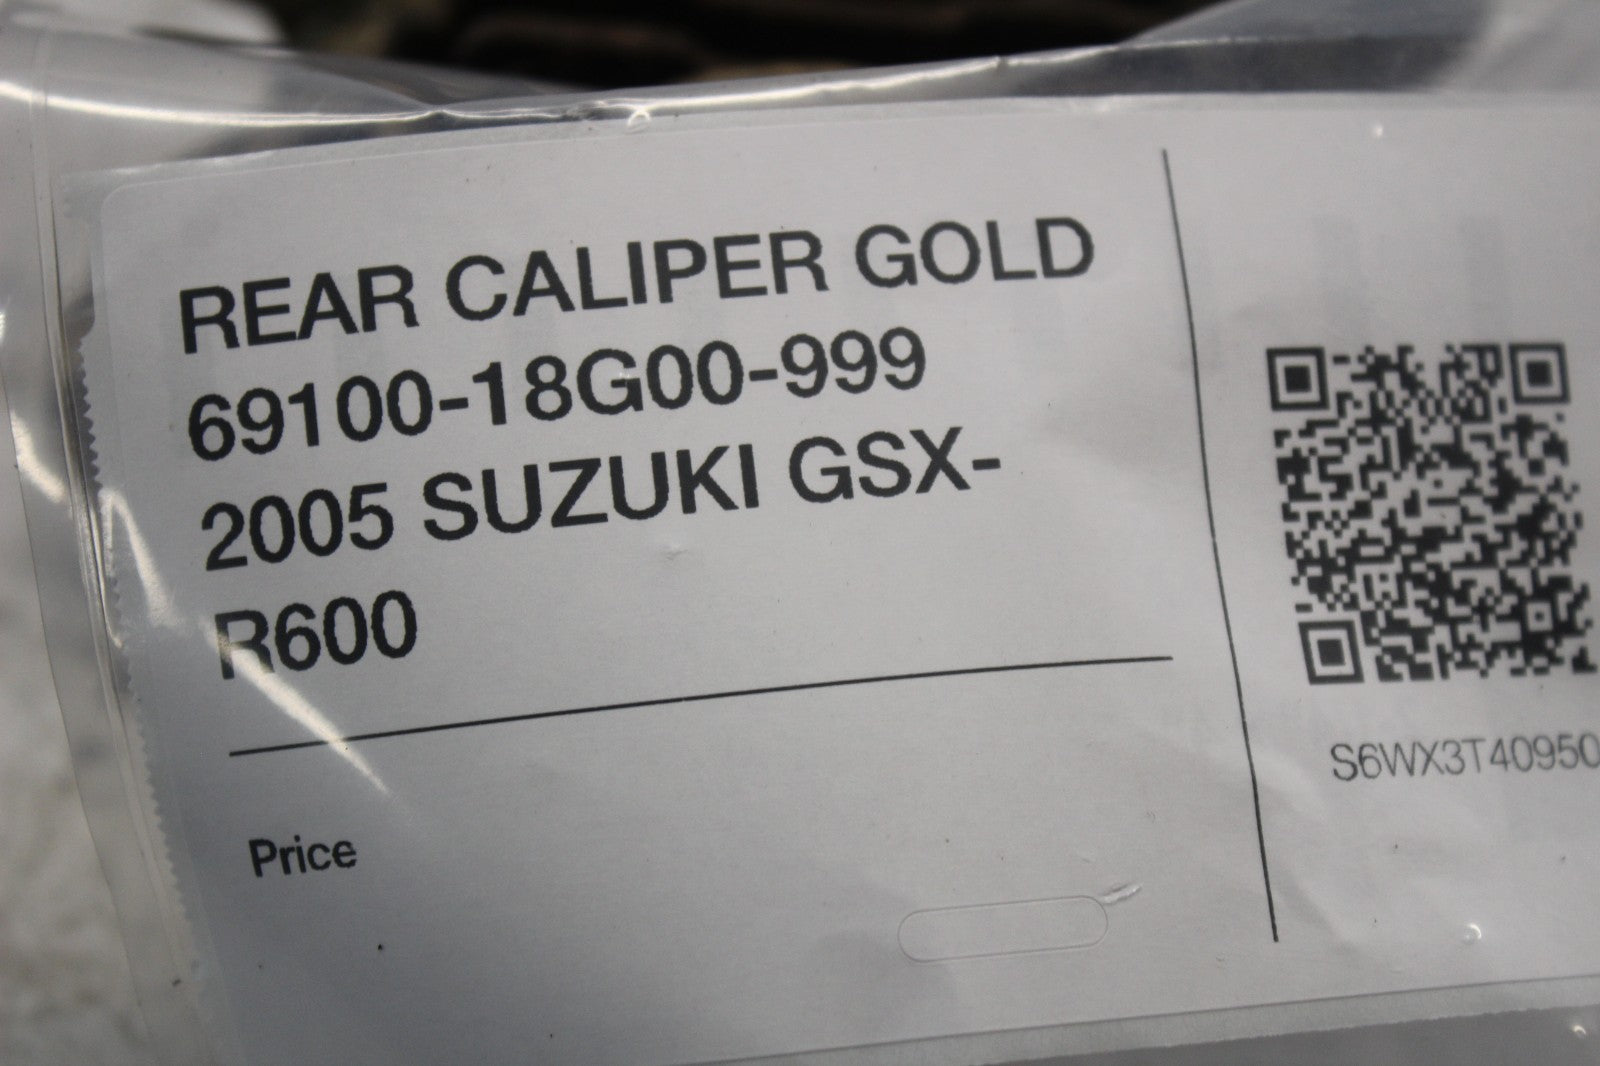 REAR CALIPER GOLD
69100-18G00-999
2005 SUZUKI GSX-
R600
Price
S6WX3T40950